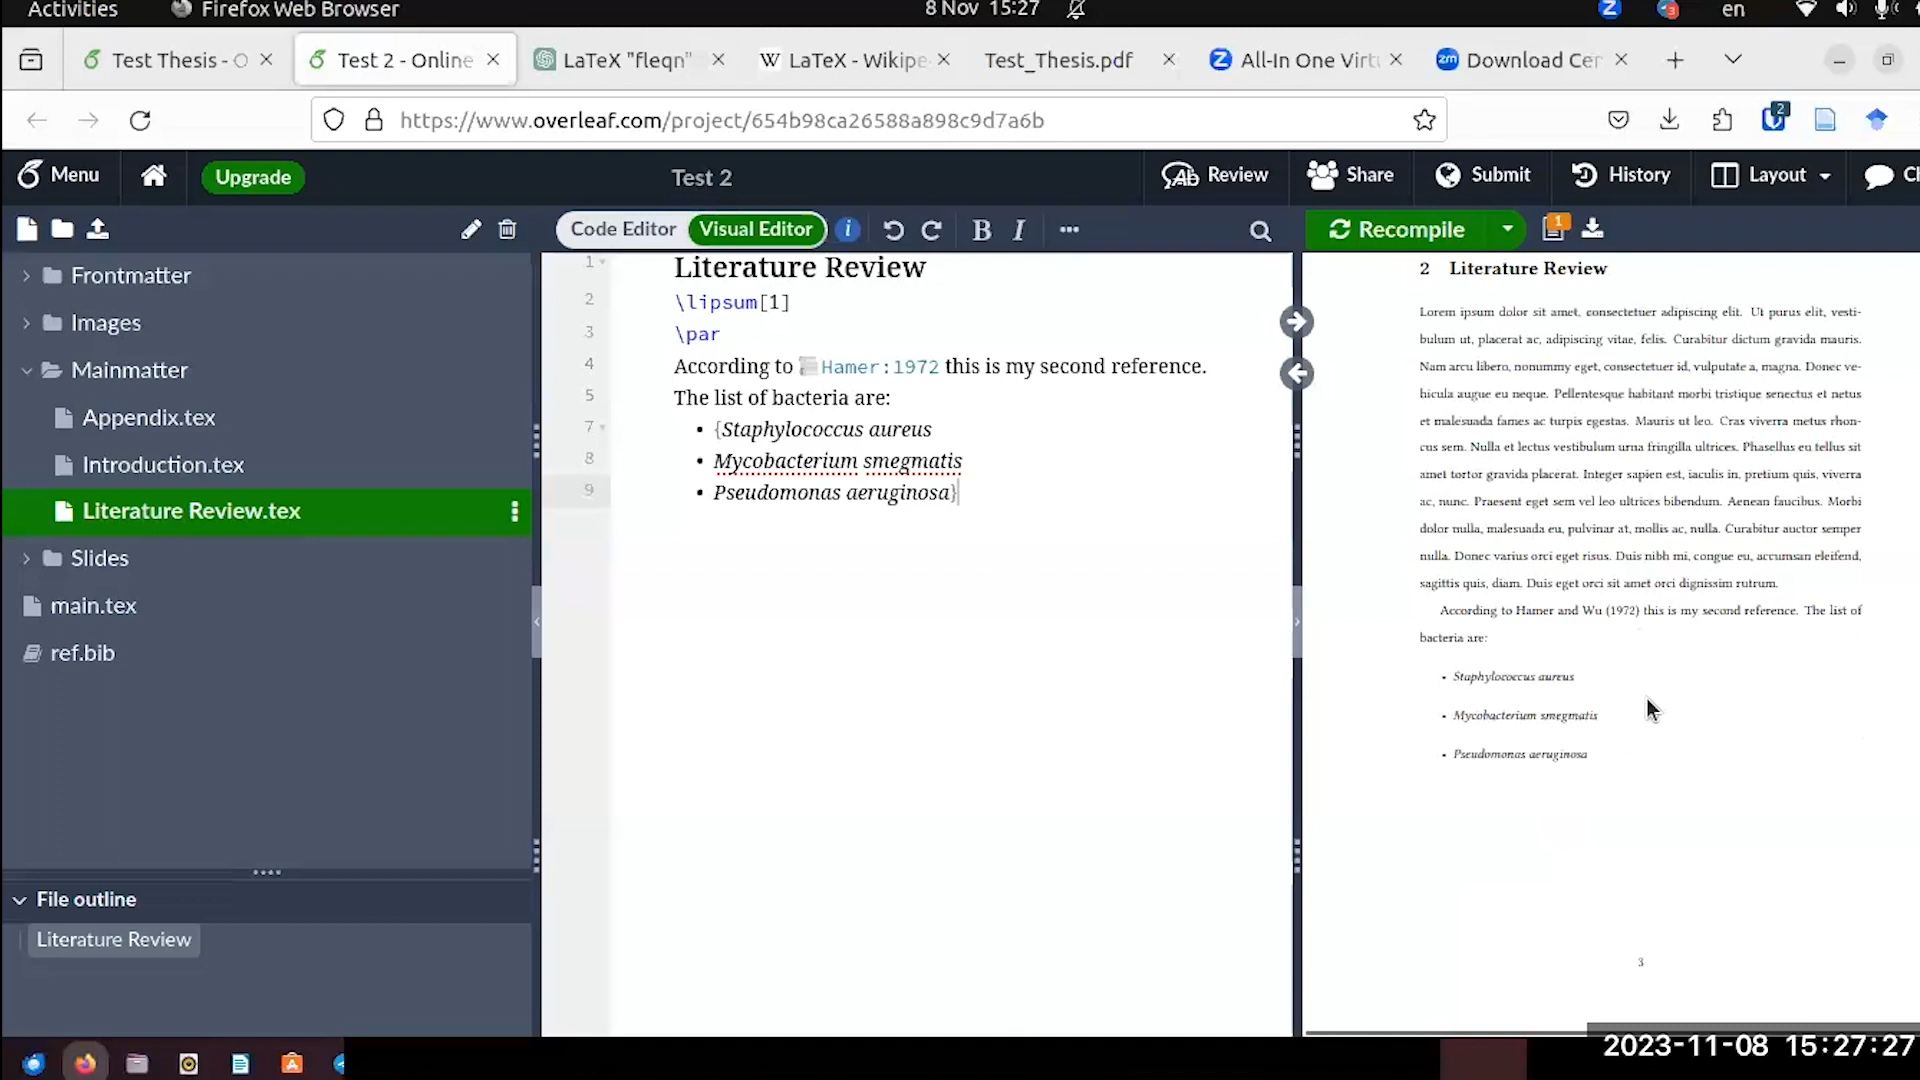 Activities
Firefox Web Browser
8 Nov 15:27
en
Test Thesis - O
Test 2 - Online
LaTeX "fleqn"
LaTeX - Wikipe
Test_Thesis.pdf
All-In One Virtu
Download Cen
https://www.overleaf.com/project/654b98ca26588a898c9d7a6b
2
Menu
Upgrade
Test 2
Review
Share
Submit
History
Layout
Ch
Code Editor
Visual Editor
i
B
I
Recompile
1
Frontmatter
Images
Mainmatter
Appendix.tex
Introduction.tex
Literature Review.tex
Slides
main.tex
ref.bib
File outline
Literature Review
1 Literature Review
2 \lipsum[1]
3 \par
4 According to Hamer:1972 this is my second reference.
5 The list of bacteria are:
7 • {Staphylococcus aureus
8 • Mycobacterium smegmatis
9 • Pseudomonas aeruginosa}
2 Literature Review
Lorem ipsum dolor sit amet, consectetuer adipiscing elit. Ut purus elit, vesti-
bulum ut, placerat ac, adipiscing vitae, felis. Curabitur dictum gravida mauris.
Nam arcu libero, nonummy eget, consectetuer id, vulputate a, magna. Donec ve-
hicula augue eu neque. Pellentesque habitant morbi tristique senectus et netus
et malesuada fames ac turpis egestas. Mauris ut leo. Cras viverra metus rhon-
cus sem. Nulla et lectus vestibulum urna fringilla ultrices. Phasellus eu tellus sit
amet tortor gravida placerat. Integer sapien est, iaculis in, pretium quis, viverra
ac, nunc. Praesent eget sem vel leo ultrices bibendum. Aenean faucibus. Morbi
dolor nulla, malesuada eu, pulvinar at, mollis ac, nulla. Curabitur auctor semper
nulla. Donec varius orci eget risus. Duis nibh mi, congue eu, accumsan eleifend,
sagittis quis, diam. Duis eget orci sit amet orci dignissim rutrum.
According to Hamer and Wu (1972) this is my second reference. The list of
bacteria are:
• Staphylococcus aureus
• Mycobacterium smegmatis
• Pseudomonas aeruginosa
3
2023-11-08 15:27:27